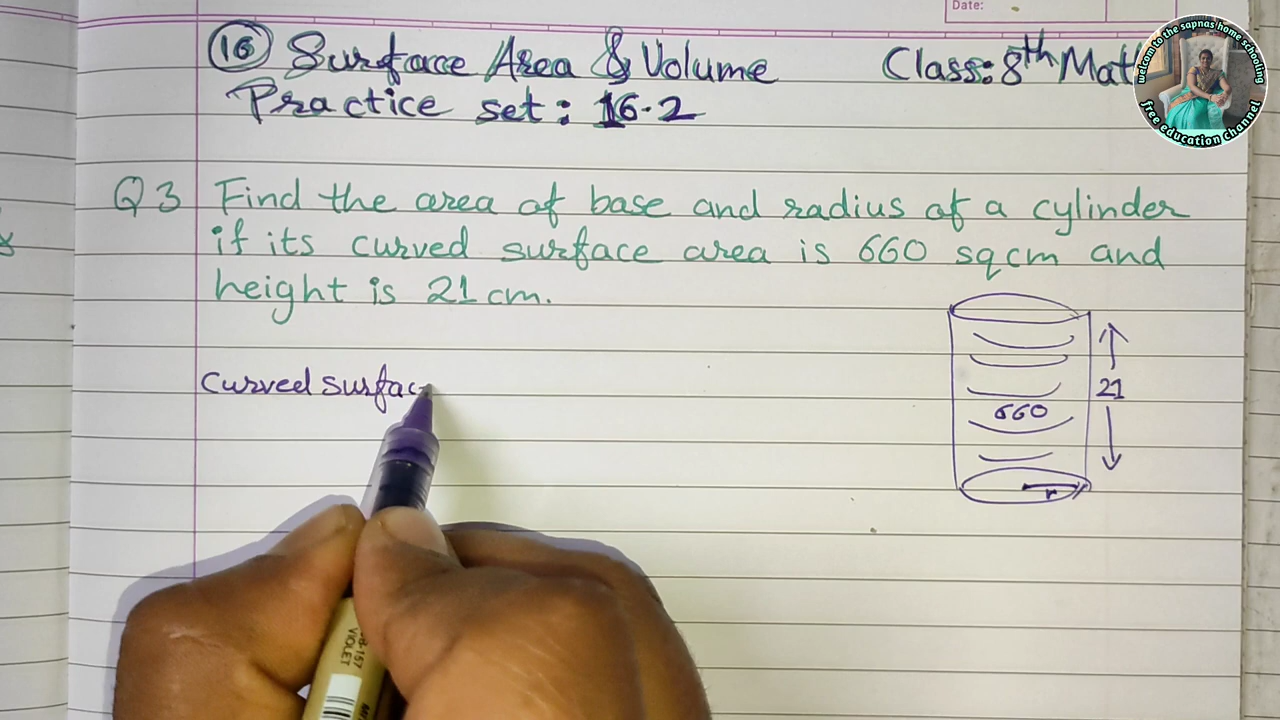 Date:
16 Surface Area & Volume Class: 8th Mat
Practice set: 16.2
Q3 Find the area of base and radius of a cylinder
if its curved surface area is 660 sqcm and
height is 21 cm.
Curved surfac
21
660
r
welcom to the sapnas home schooling
free education channel
VIOLET